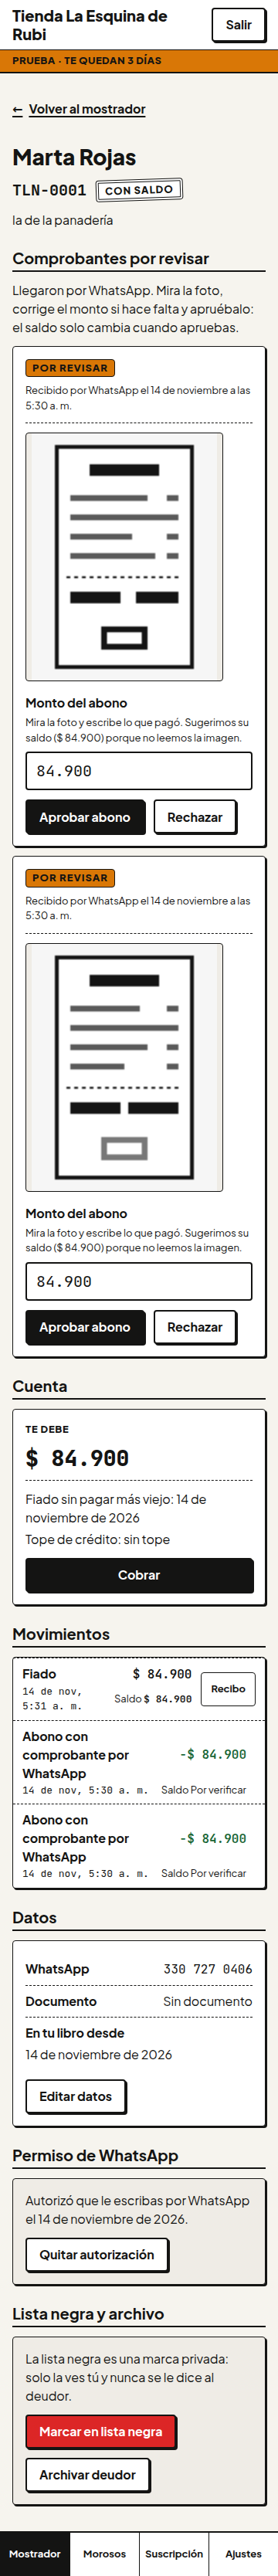 Tienda La Esquina de
Rubi
Salir
PRUEBA · TE QUEDAN 3 DÍAS
← Volver al mostrador
Marta Rojas
TLN-0001 CON SALDO
la de la panadería
Comprobantes por revisar
Llegaron por WhatsApp. Mira la foto,
corrige el monto si hace falta y apruébalo:
el saldo solo cambia cuando apruebas.
POR REVISAR
Recibido por WhatsApp el 14 de noviembre a las
5:30 a. m.
Monto del abono
Mira la foto y escribe lo que pagó. Sugerimos su
saldo ($ 84.900) porque no leemos la imagen.
84.900
Aprobar abono Rechazar
POR REVISAR
Recibido por WhatsApp el 14 de noviembre a las
5:30 a. m.
Monto del abono
Mira la foto y escribe lo que pagó. Sugerimos su
saldo ($ 84.900) porque no leemos la imagen.
84.900
Aprobar abono Rechazar
Cuenta
TE DEBE
$ 84.900
Fiado sin pagar más viejo: 14 de
noviembre de 2026
Tope de crédito: sin tope
Cobrar
Movimientos
Fiado $ 84.900
14 de nov,
5:31 a. m.
Saldo $ 84.900
Recibo
Abono con
comprobante por
WhatsApp
-$ 84.900
14 de nov, 5:30 a. m. Saldo Por verificar
Abono con
comprobante por
WhatsApp
-$ 84.900
14 de nov, 5:30 a. m. Saldo Por verificar
Datos
WhatsApp 330 727 0406
Documento Sin documento
En tu libro desde
14 de noviembre de 2026
Editar datos
Permiso de WhatsApp
Autorizó que le escribas por WhatsApp
el 14 de noviembre de 2026.
Quitar autorización
Lista negra y archivo
La lista negra es una marca privada:
solo la ves tú y nunca se le dice al
deudor.
Marcar en lista negra
Archivar deudor
Mostrador Morosos Suscripción Ajustes